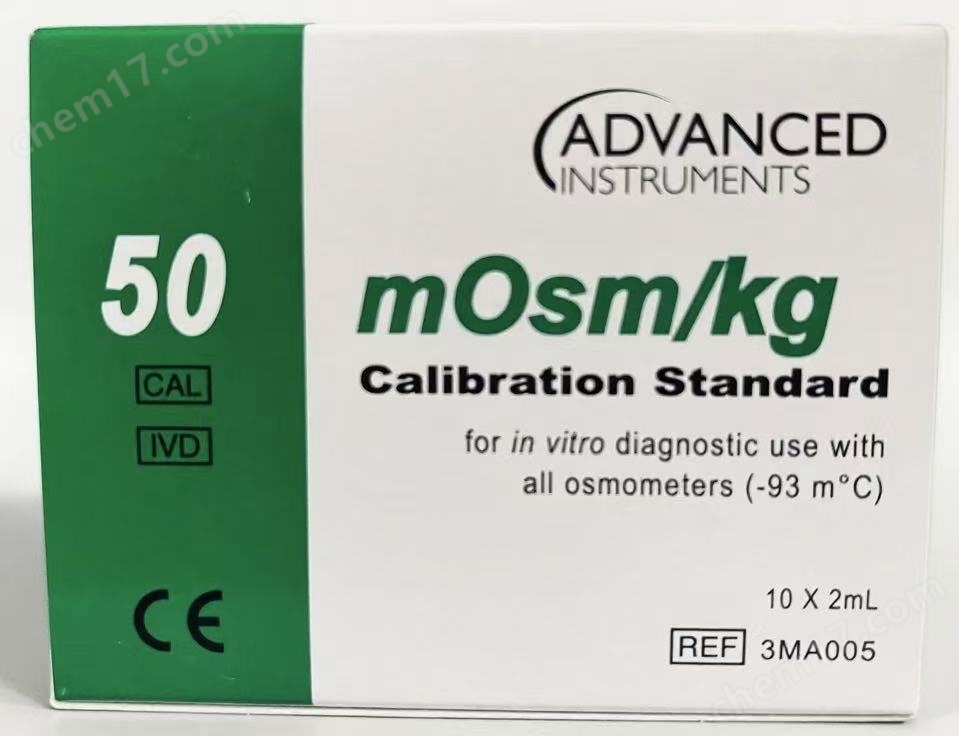 chem17.com
ADVANCED
INSTRUMENTS
50
mOsm/kg
CAL
Calibration Standard
IVD
for in vitro diagnostic use with
all osmometers (-93 m°C)
CE
10 X 2mL
REF 3MA005
chem17.com